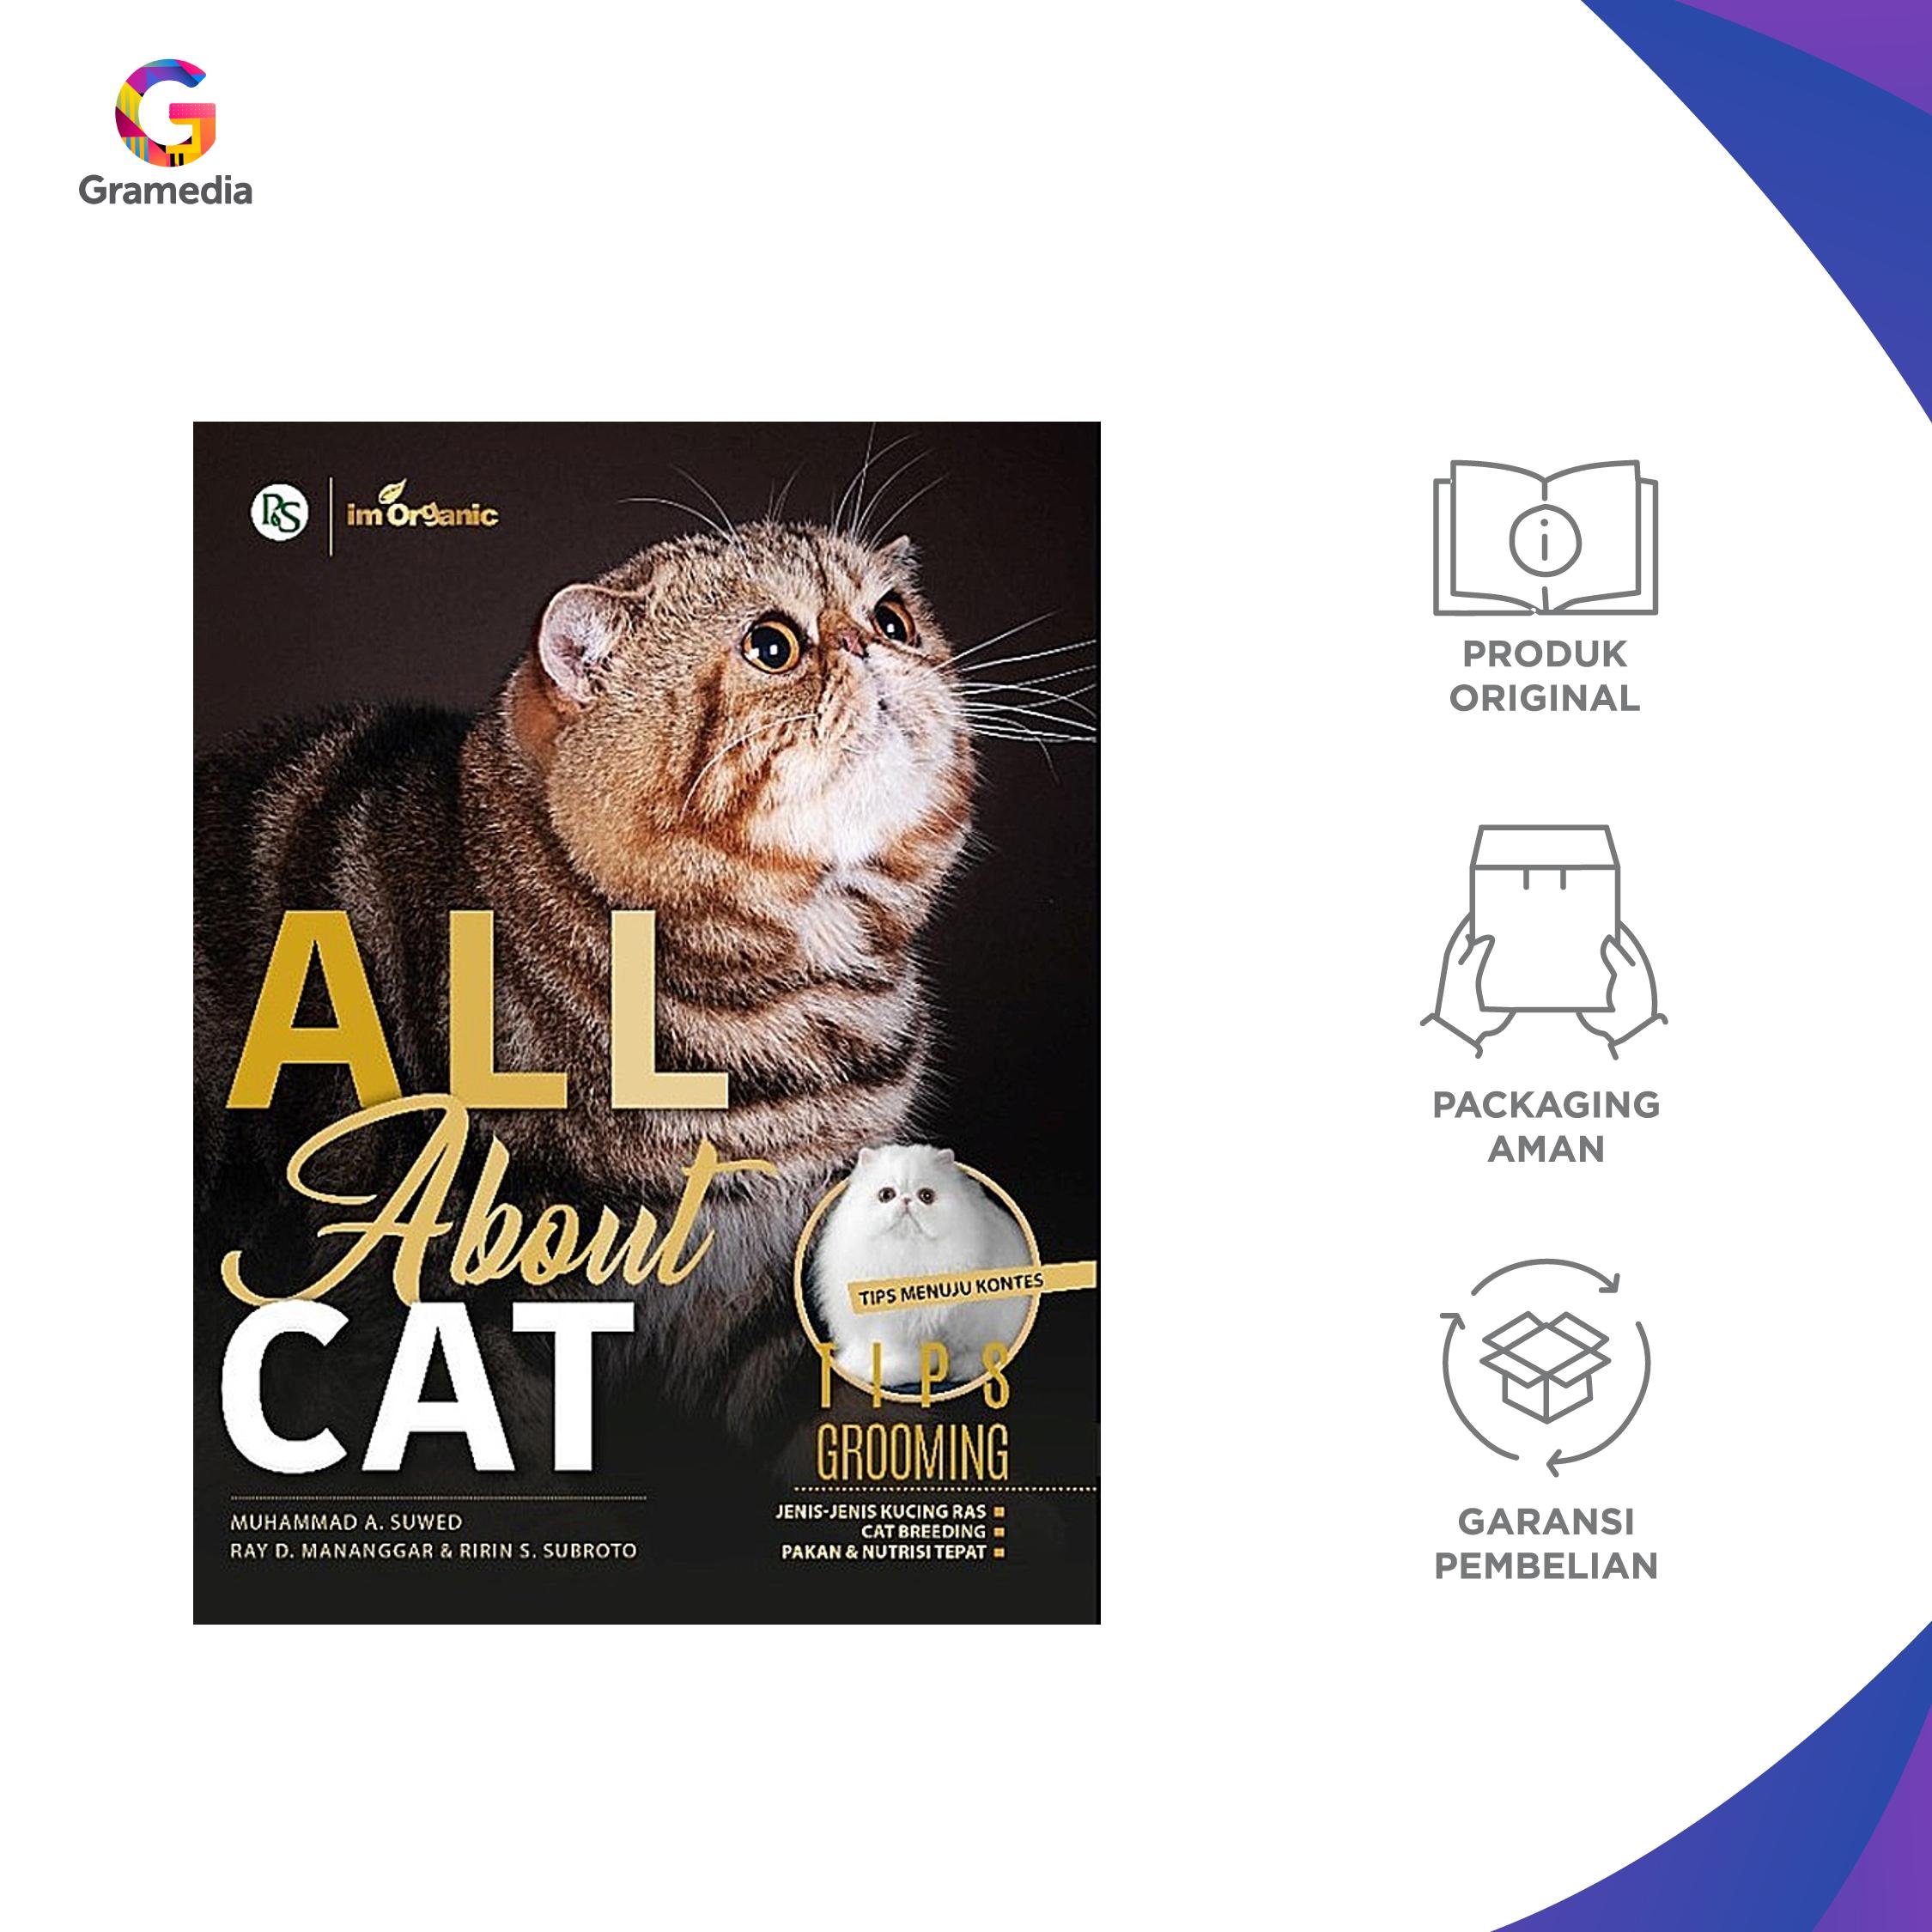 Gramedia
PS
im Organic
ALL
About
CAT
TIPS MENUJU KONTES
TIPS
GROOMING
MUHAMMAD A. SUWED
RAY D. MANANGGAR & RIRIN S. SUBROTO
JENIS-JENIS KUCING RAS
CAT BREEDING
PAKAN & NUTRISI TEPAT
PRODUK
ORIGINAL
PACKAGING
AMAN
GARANSI
PEMBELIAN